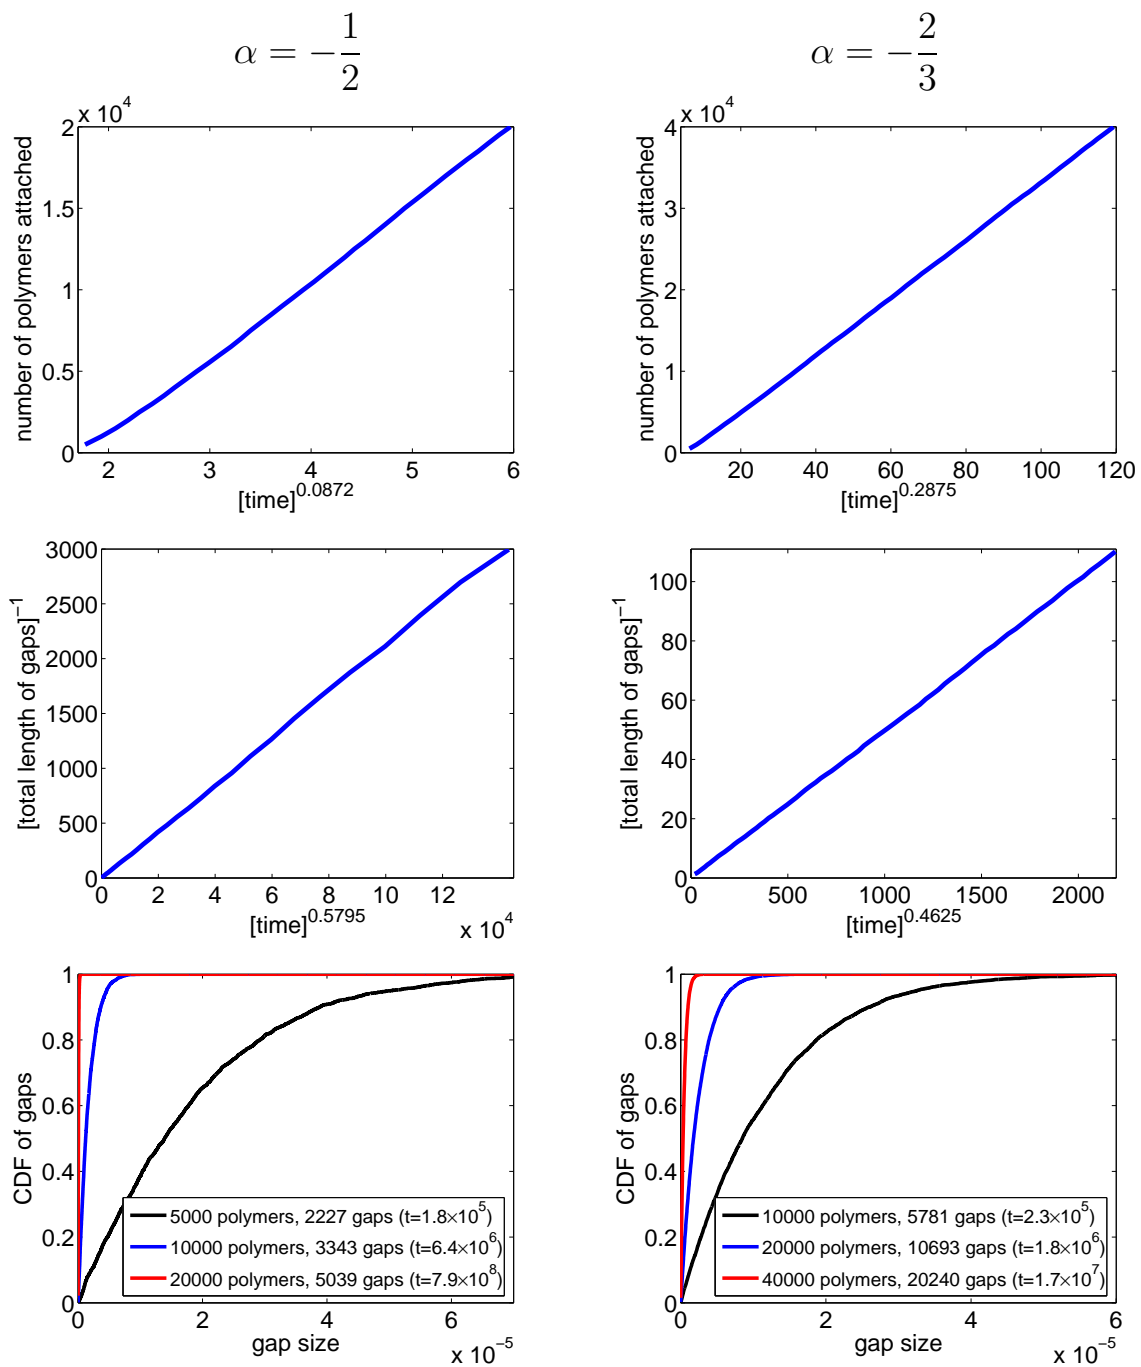 α = −1/2
α = −2/3
x 10^4
2
1.5
1
0.5
0
number of polymers attached
2 3 4 5 6
[time]^0.0872
x 10^4
4
3
2
1
0
number of polymers attached
20 40 60 80 100 120
[time]^0.2875
3000
2500
2000
1500
1000
500
0
[total length of gaps]^−1
0 2 4 6 8 10 12
[time]^0.5795
x 10^4
100
80
60
40
20
0
[total length of gaps]^−1
0 500 1000 1500 2000
[time]^0.4625
1
0.8
0.6
0.4
0.2
0
CDF of gaps
5000 polymers, 2227 gaps (t=1.8×10^5)
10000 polymers, 3343 gaps (t=6.4×10^6)
20000 polymers, 5039 gaps (t=7.9×10^8)
0 2 4 6
gap size
x 10^−5
1
0.8
0.6
0.4
0.2
0
CDF of gaps
10000 polymers, 5781 gaps (t=2.3×10^5)
20000 polymers, 10693 gaps (t=1.8×10^6)
40000 polymers, 20240 gaps (t=1.7×10^7)
0 2 4 6
gap size
x 10^−5